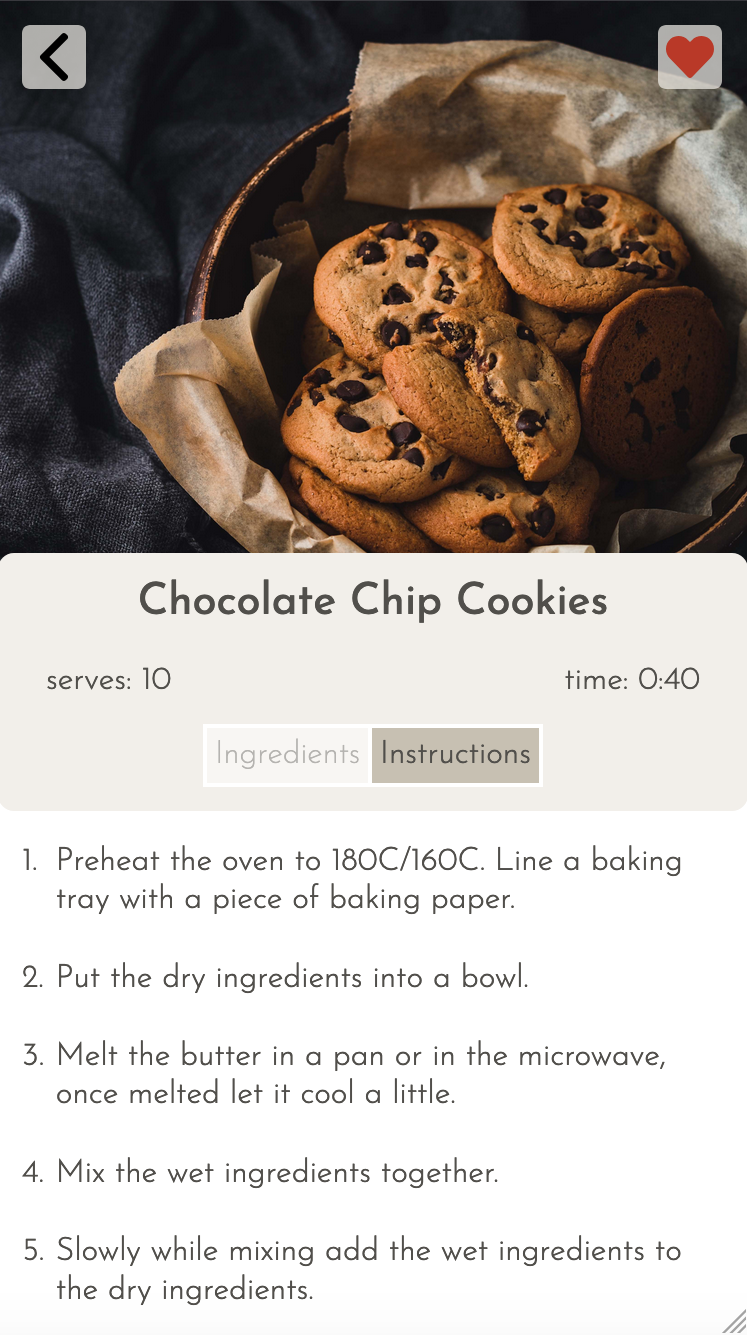 Chocolate Chip Cookies
serves: 10 time: 0:40
Ingredients Instructions
1. Preheat the oven to 180C/160C. Line a baking
tray with a piece of baking paper.
2. Put the dry ingredients into a bowl.
3. Melt the butter in a pan or in the microwave,
once melted let it cool a little.
4. Mix the wet ingredients together.
5. Slowly while mixing add the wet ingredients to
the dry ingredients.